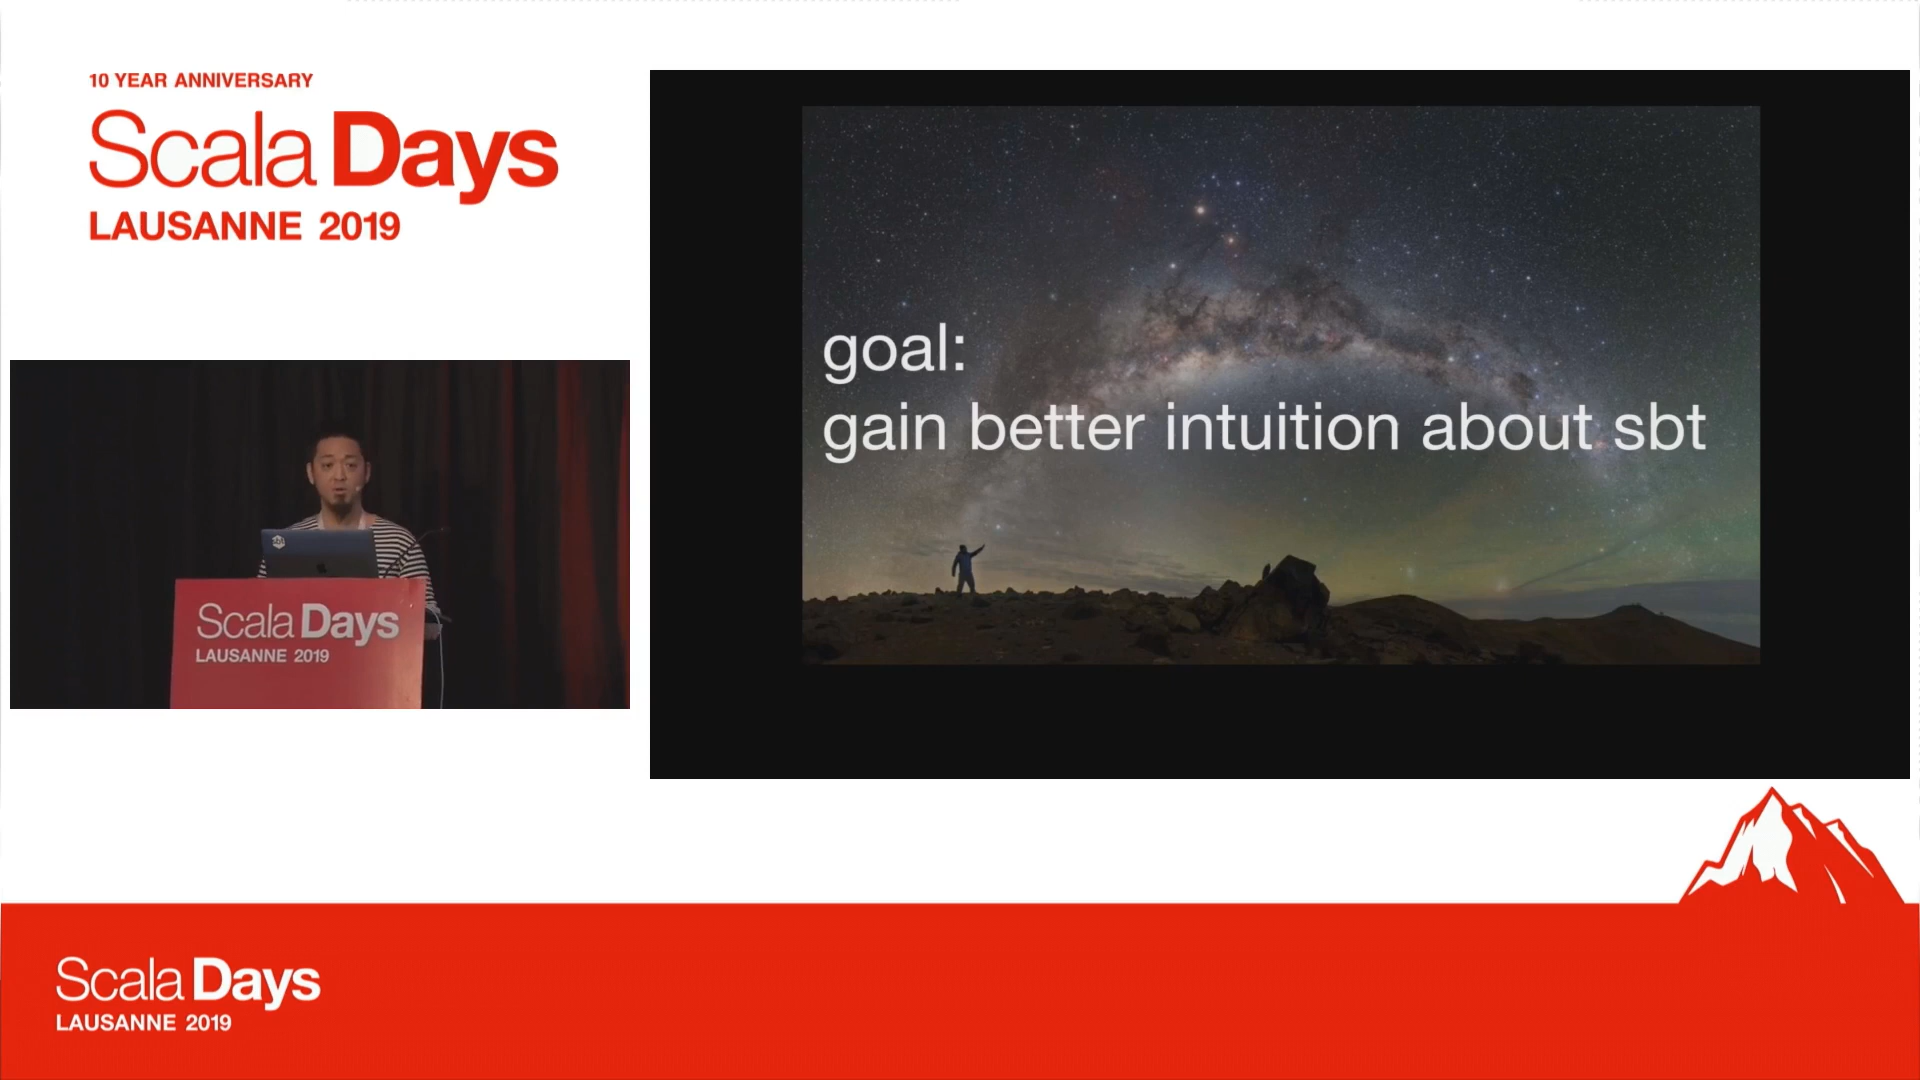 10 YEAR ANNIVERSARY
Scala Days
LAUSANNE 2019
goal:
gain better intuition about sbt
Scala Days
LAUSANNE 2019
Scala Days
LAUSANNE 2019